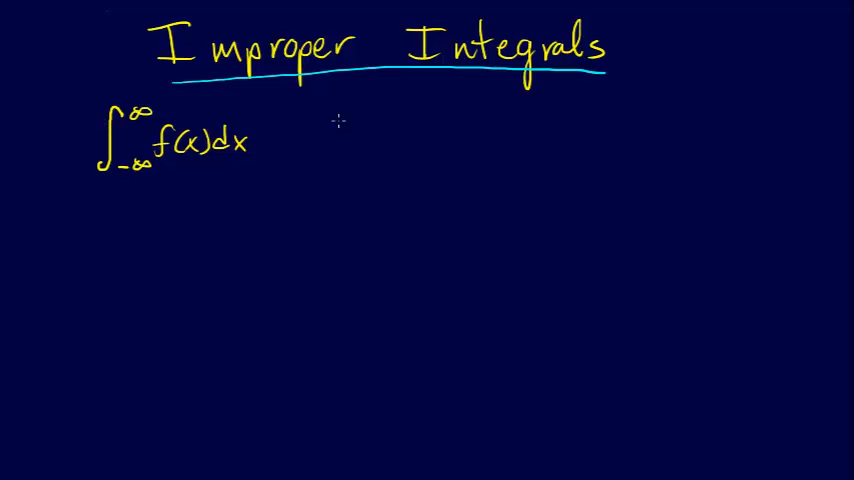 Improper Integrals
∫_{-∞}^{∞} f(x)dx